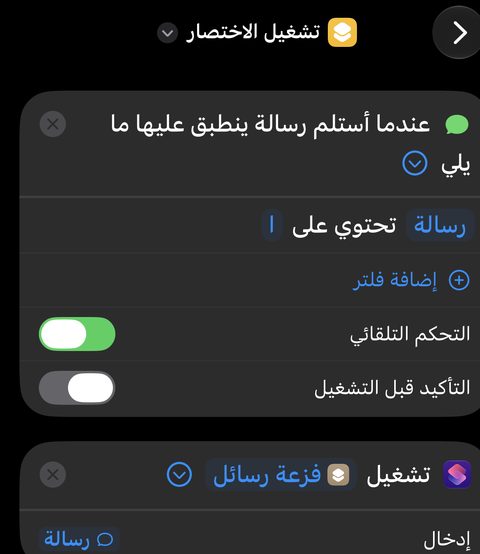 تشغيل الاختصار
عندما أستلم رسالة ينطبق عليها ما
يلي
رسالة تحتوي على ا
إضافة فلتر
التحكم التلقائي
التأكيد قبل التشغيل
تشغيل فزعة رسائل
إدخال رسالة